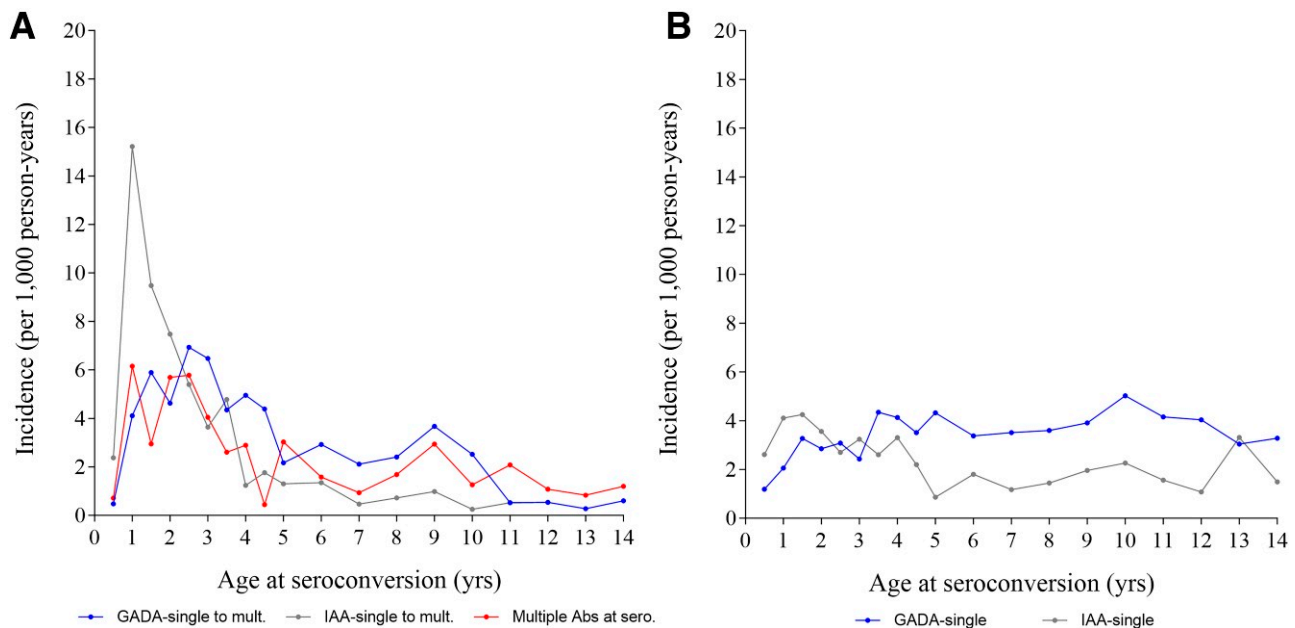 A
Incidence (per 1,000 person-years)
20
18
16
14
12
10
8
6
4
2
0
0 1 2 3 4 5 6 7 8 9 10 11 12 13 14
Age at seroconversion (yrs)
GADA-single to mult. IAA-single to mult. Multiple Abs at sero.
B
Incidence (per 1,000 person-years)
20
18
16
14
12
10
8
6
4
2
0
0 1 2 3 4 5 6 7 8 9 10 11 12 13 14
Age at seroconversion (yrs)
GADA-single IAA-single